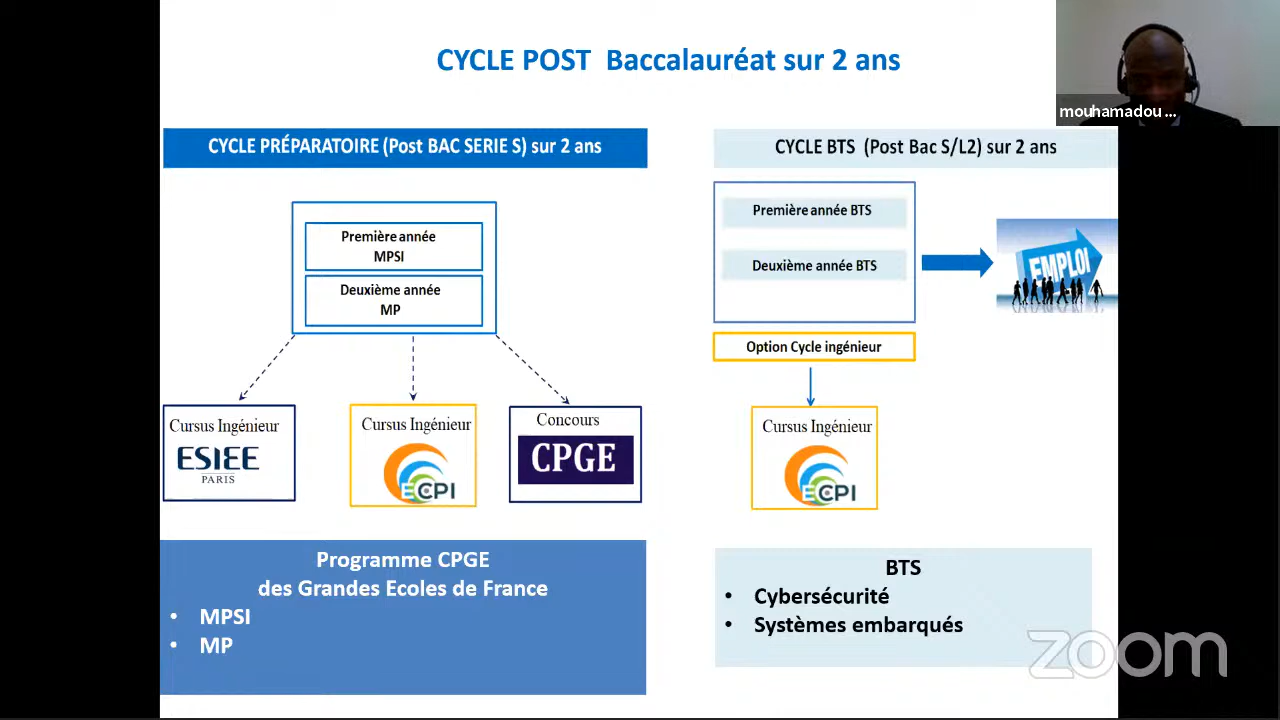 CYCLE POST Baccalauréat sur 2 ans
mouhamadou ...
CYCLE PRÉPARATOIRE (Post BAC SERIE S) sur 2 ans
Première année
MPSI
Deuxième année
MP
Cursus Ingénieur
ESIEE
PARIS
Cursus Ingénieur
ECPI
Concours
CPGE
Programme CPGE
des Grandes Ecoles de France
• MPSI
• MP
CYCLE BTS (Post Bac S/L2) sur 2 ans
Première année BTS
Deuxième année BTS
EMPLOI
Option Cycle ingénieur
Cursus Ingénieur
ECPI
BTS
• Cybersécurité
• Systèmes embarqués
zoom